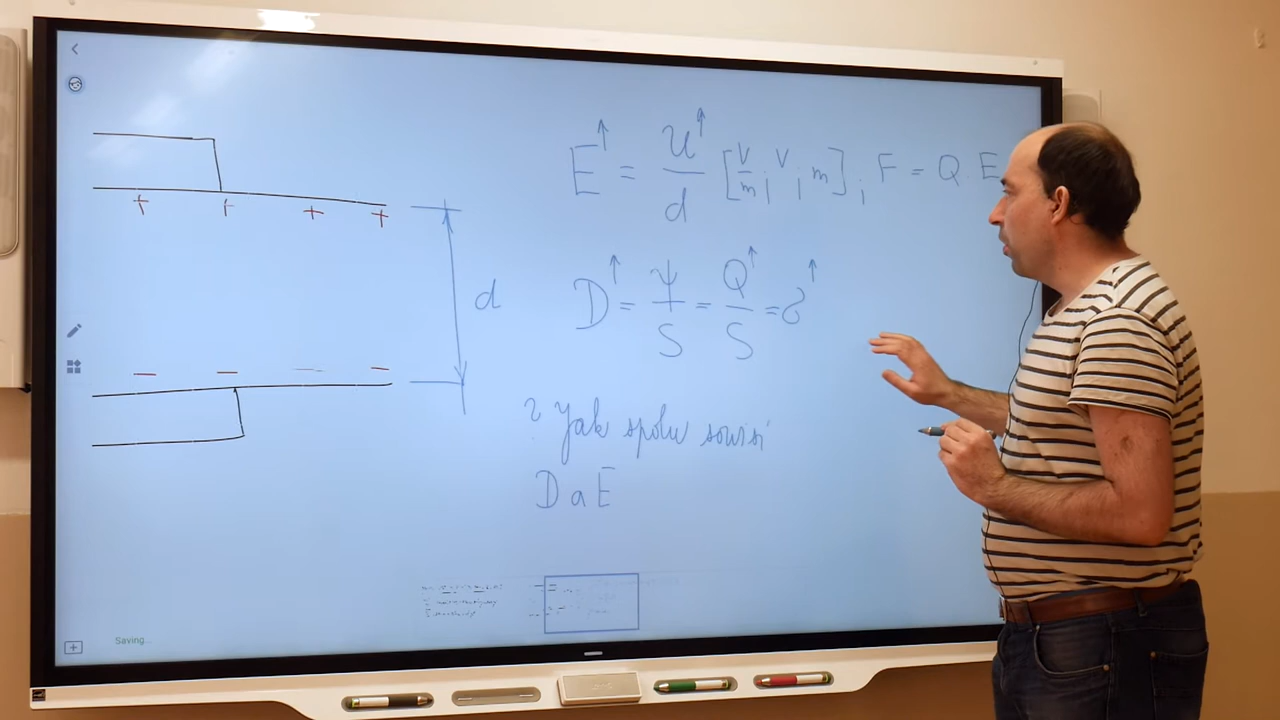 E↑ = U↑/d [V/m; V; m]; F = Q.E
D↑ = ψ/S = Q↑/S = δ↑
+ + + +
d
- - - -
? Jak spolu souvisí
D a E
Saving...